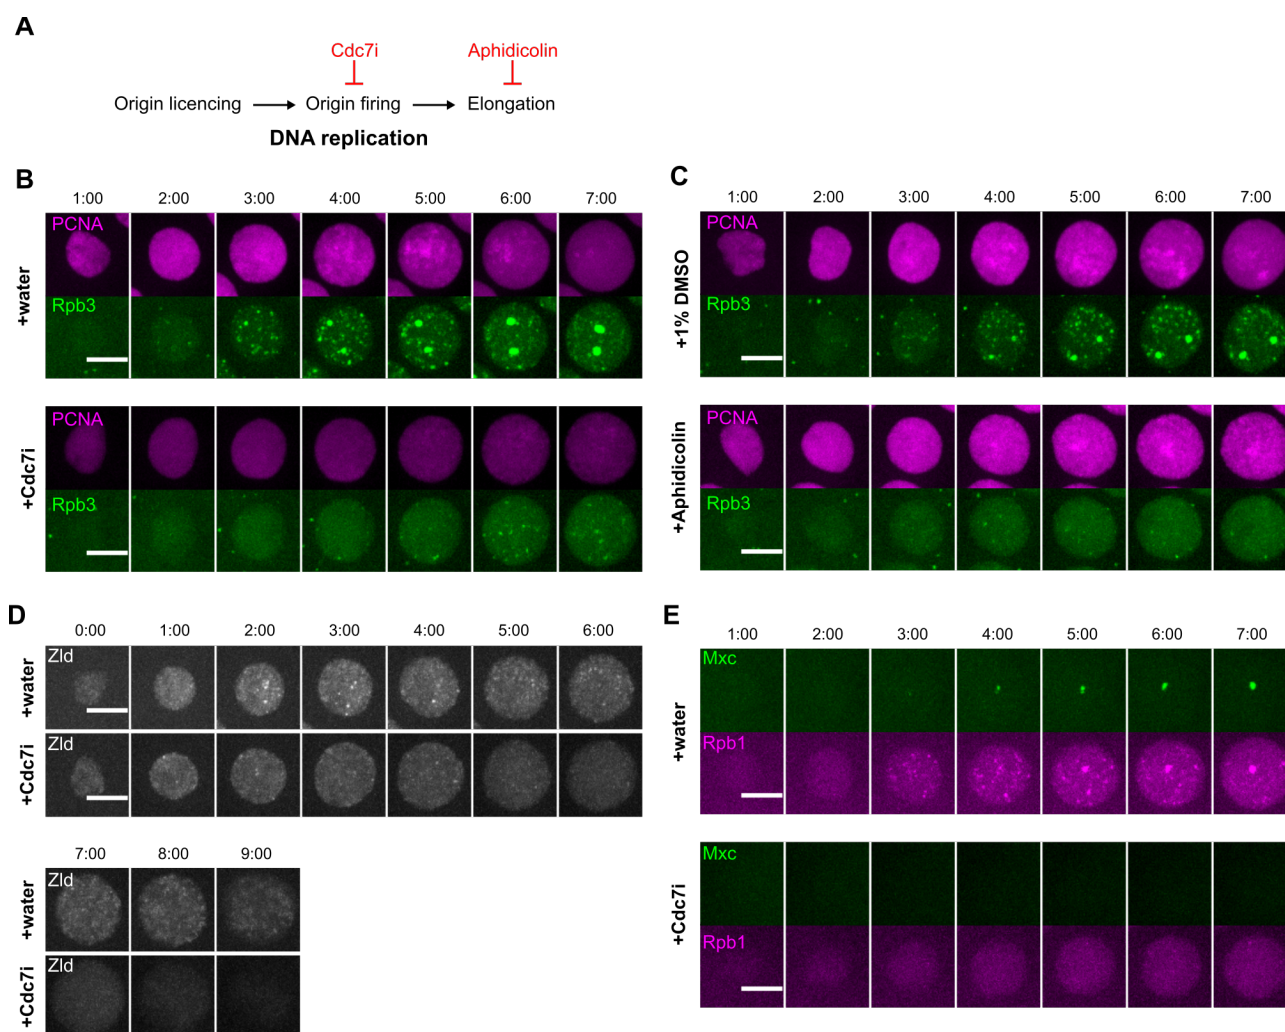 A
Cdc7i Aphidicolin
Origin licencing Origin firing Elongation
DNA replication
B
1:00 2:00 3:00 4:00 5:00 6:00 7:00
+water
PCNA
Rpb3
+Cdc7i
PCNA
Rpb3
C
1:00 2:00 3:00 4:00 5:00 6:00 7:00
+1% DMSO
PCNA
Rpb3
+Aphidicolin
PCNA
Rpb3
D
0:00 1:00 2:00 3:00 4:00 5:00 6:00
+water
Zld
+Cdc7i
Zld
7:00 8:00 9:00
+water
Zld
+Cdc7i
Zld
E
1:00 2:00 3:00 4:00 5:00 6:00 7:00
+water
Mxc
Rpb1
+Cdc7i
Mxc
Rpb1